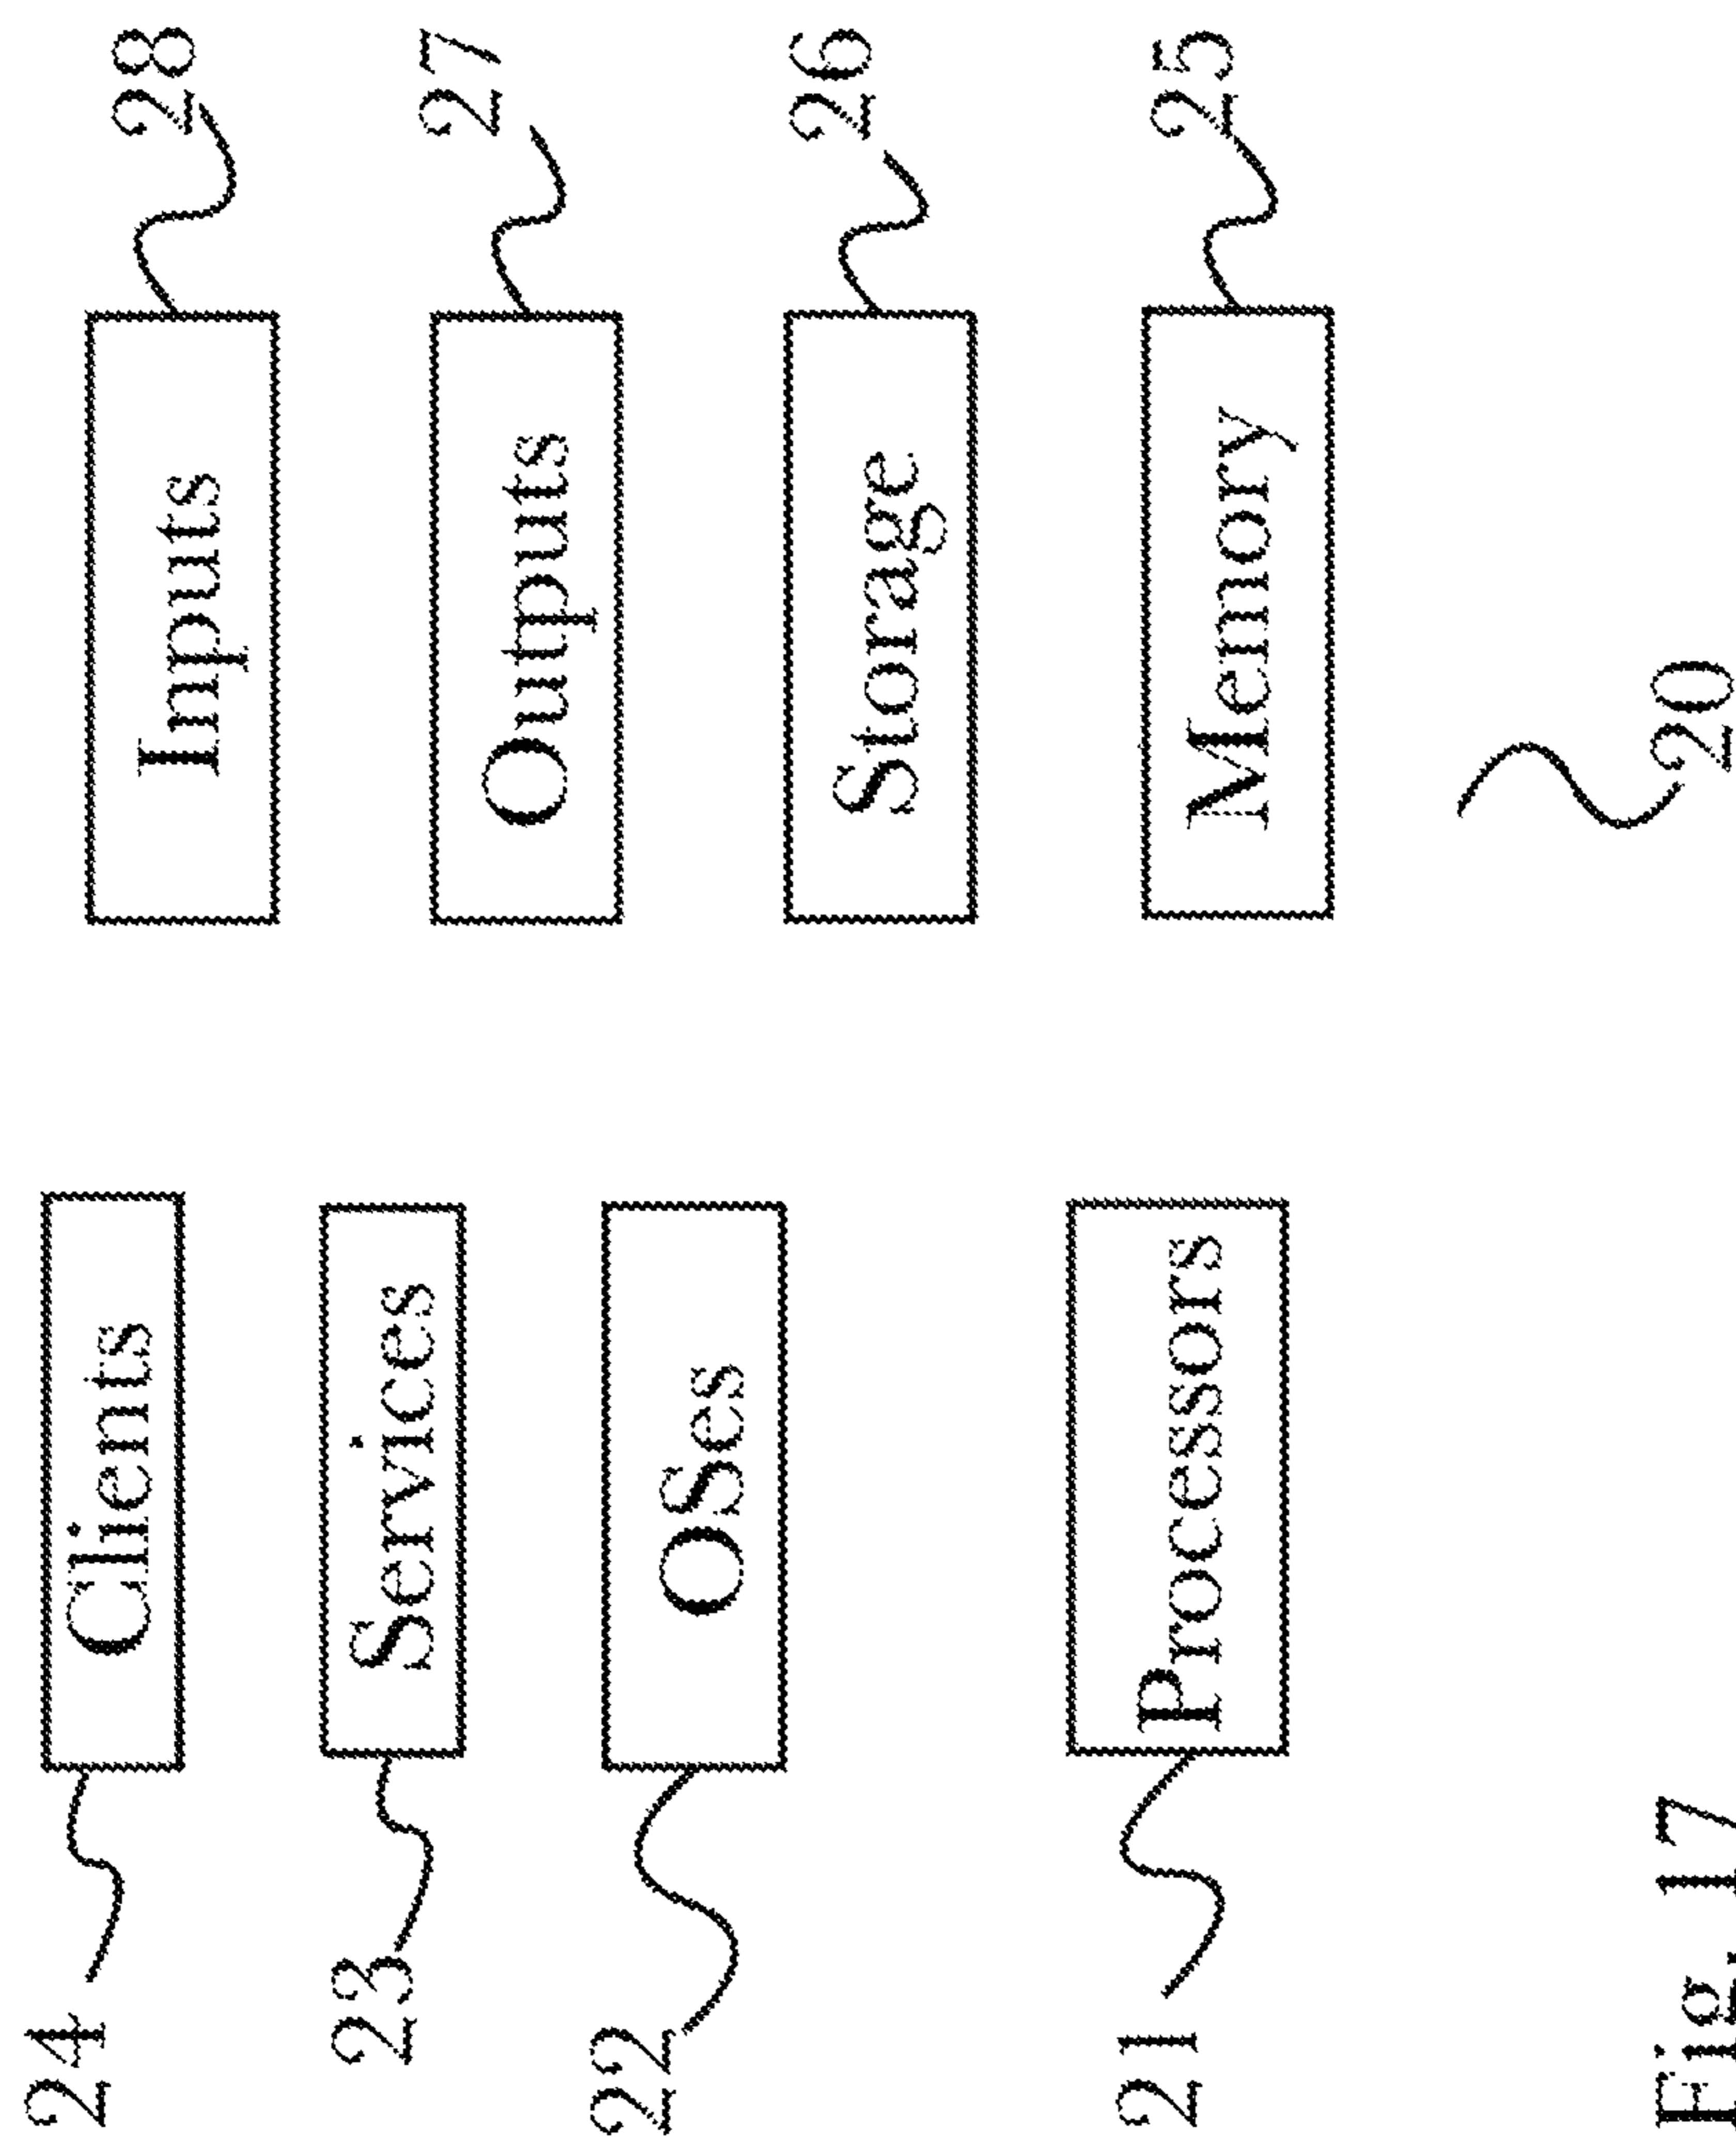 24 Clients
Inputs 28
23 Services
Outputs 27
22 OSes
Storage 26
21 Processors
Memory 25
20
Fig. 17